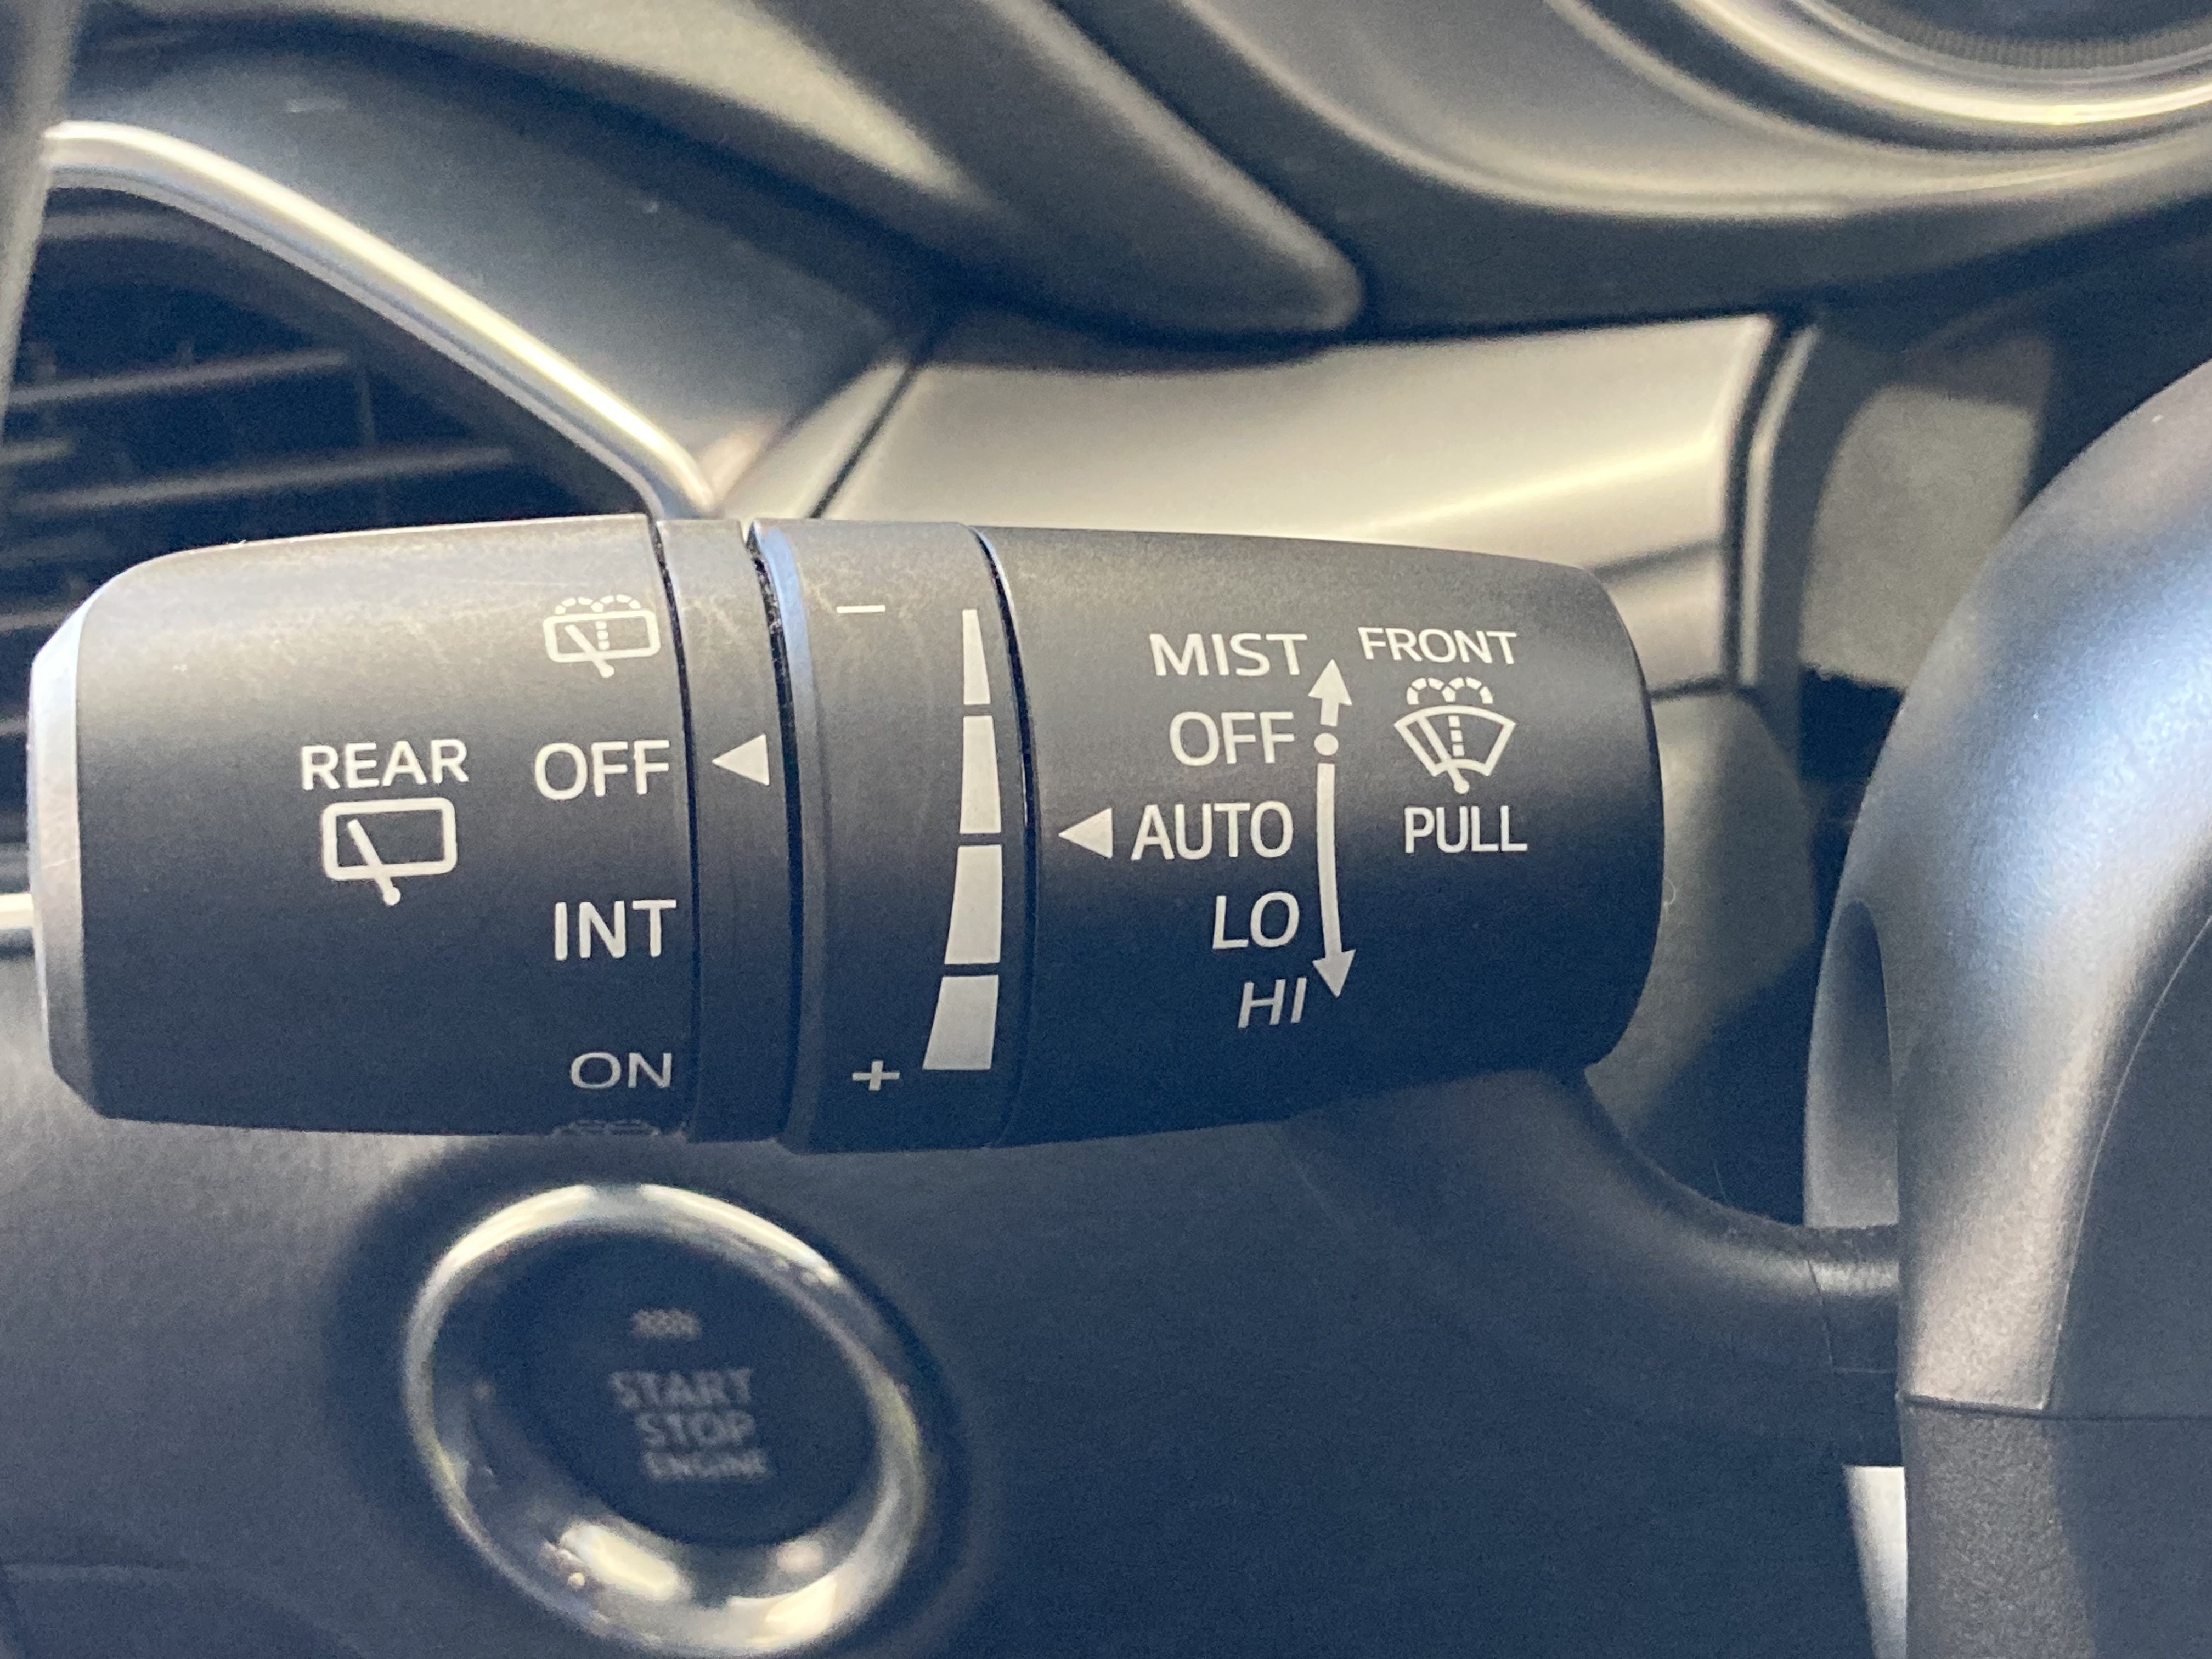 REAR
OFF
INT
ON
−
+
MIST
OFF
AUTO
LO
HI
FRONT
PULL
START
STOP
ENGINE